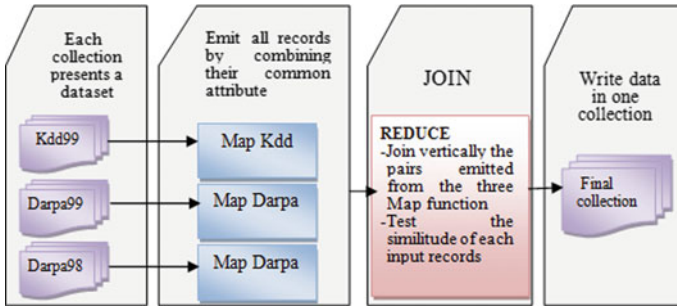 Each
collection
presents a
dataset
Kdd99
Darpa99
Darpa98
Emit all records
by combining
their common
attribute
Map Kdd
Map Darpa
Map Darpa
JOIN
REDUCE
-Join vertically the
pairs emitted
from the three
Map function
-Test the
similitude of each
input records
Write data
in one
collection
Final
collection